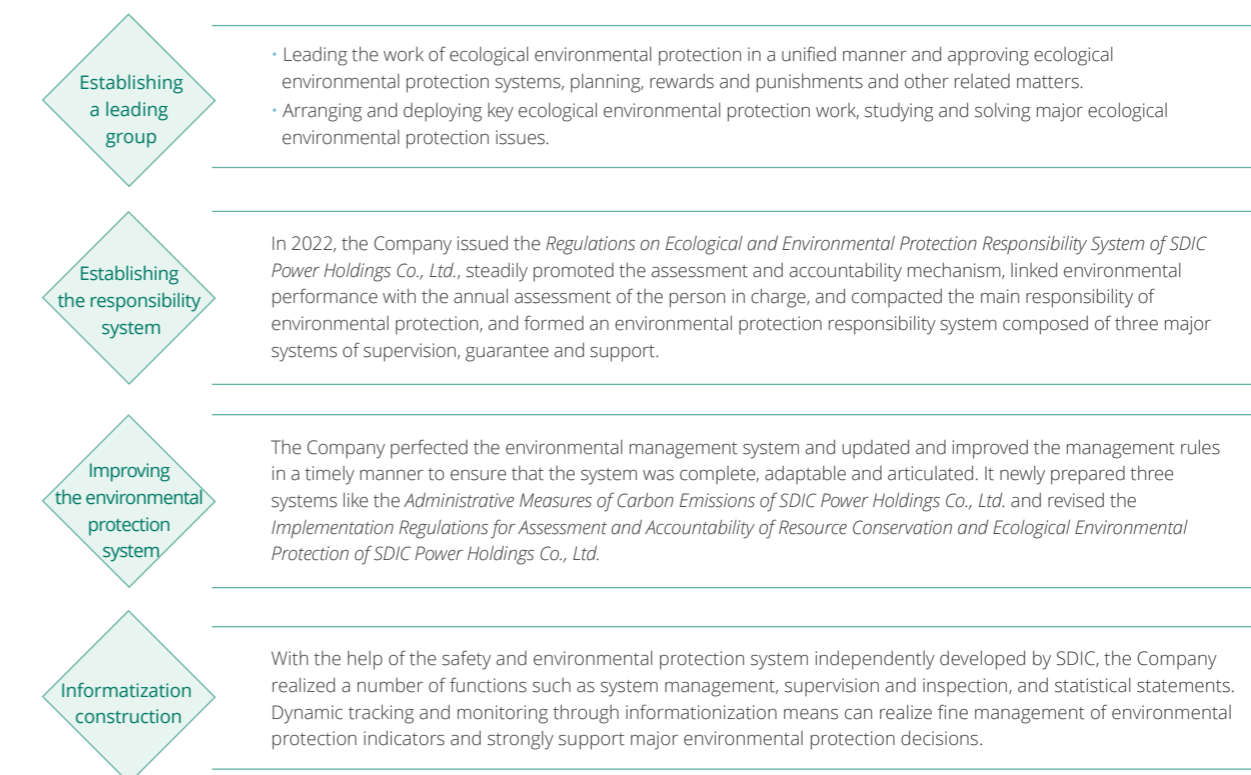 Establishing
a leading
group
· Leading the work of ecological environmental protection in a unified manner and approving ecological
environmental protection systems, planning, rewards and punishments and other related matters.
· Arranging and deploying key ecological environmental protection work, studying and solving major ecological
environmental protection issues.
Establishing
the responsibility
system
In 2022, the Company issued the Regulations on Ecological and Environmental Protection Responsibility System of SDIC
Power Holdings Co., Ltd., steadily promoted the assessment and accountability mechanism, linked environmental
performance with the annual assessment of the person in charge, and compacted the main responsibility of
environmental protection, and formed an environmental protection responsibility system composed of three major
systems of supervision, guarantee and support.
Improving
the environmental
protection
system
The Company perfected the environmental management system and updated and improved the management rules
in a timely manner to ensure that the system was complete, adaptable and articulated. It newly prepared three
systems like the Administrative Measures of Carbon Emissions of SDIC Power Holdings Co., Ltd. and revised the
Implementation Regulations for Assessment and Accountability of Resource Conservation and Ecological Environmental
Protection of SDIC Power Holdings Co., Ltd.
Informatization
construction
With the help of the safety and environmental protection system independently developed by SDIC, the Company
realized a number of functions such as system management, supervision and inspection, and statistical statements.
Dynamic tracking and monitoring through informationization means can realize fine management of environmental
protection indicators and strongly support major environmental protection decisions.